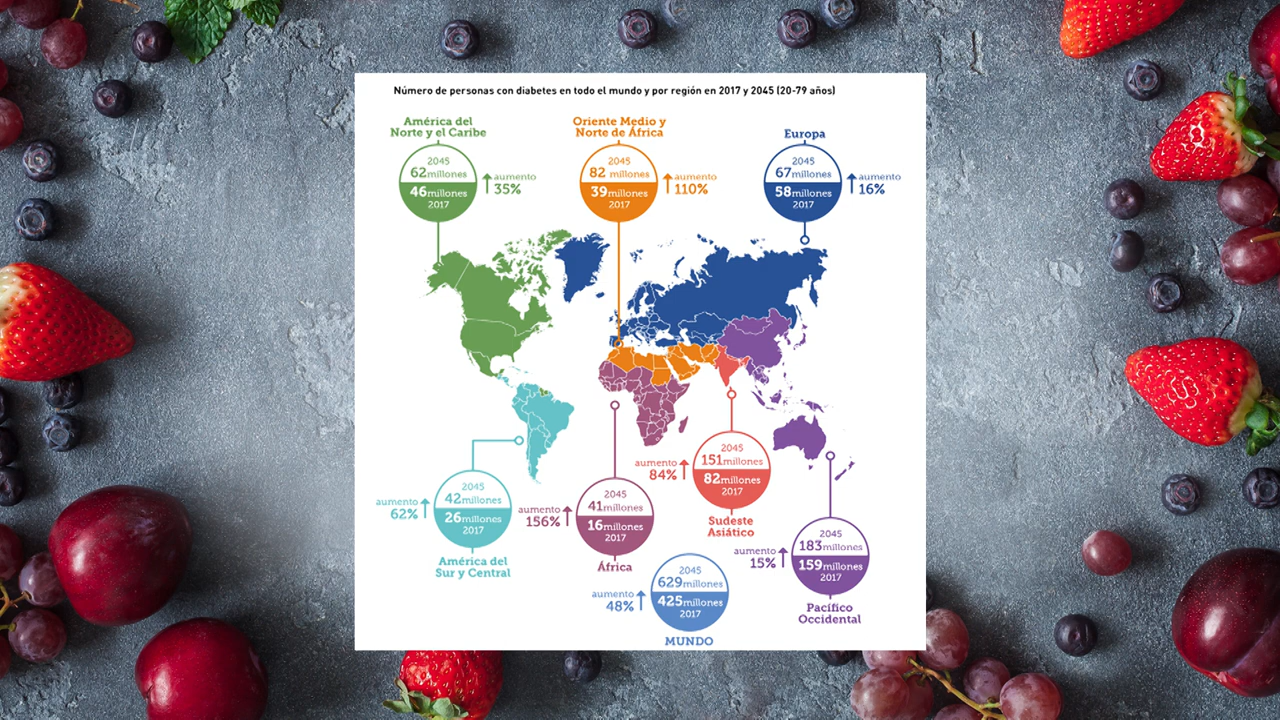 Número de personas con diabetes en todo el mundo y por región en 2017 y 2045 (20-79 años)
América del
Norte y el Caribe
2045
62 millones
46 millones
2017
aumento
35%
Oriente Medio y
Norte de África
2045
82 millones
39 millones
2017
aumento
110%
Europa
2045
67 millones
58 millones
2017
aumento
16%
aumento
62%
2045
42 millones
26 millones
2017
América del
Sur y Central
aumento
156%
2045
41 millones
16 millones
2017
África
aumento
84%
2045
151 millones
82 millones
2017
Sudeste
Asiático
aumento
48%
2045
629 millones
425 millones
2017
MUNDO
aumento
15%
2045
183 millones
159 millones
2017
Pacífico
Occidental